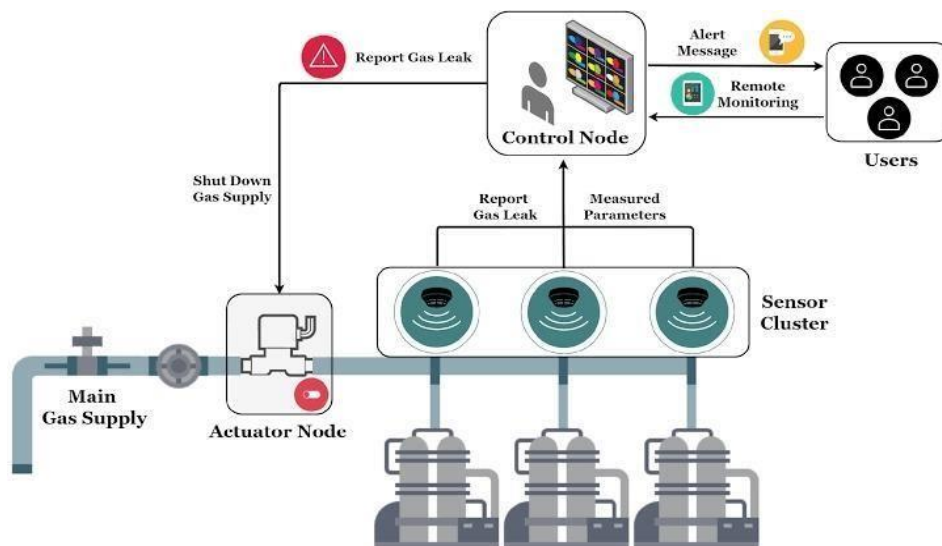 Report Gas Leak
Alert
Message
Remote
Monitoring
Control Node
Users
Shut Down
Gas Supply
Report
Gas Leak
Measured
Parameters
Sensor
Cluster
Main
Gas Supply
Actuator Node